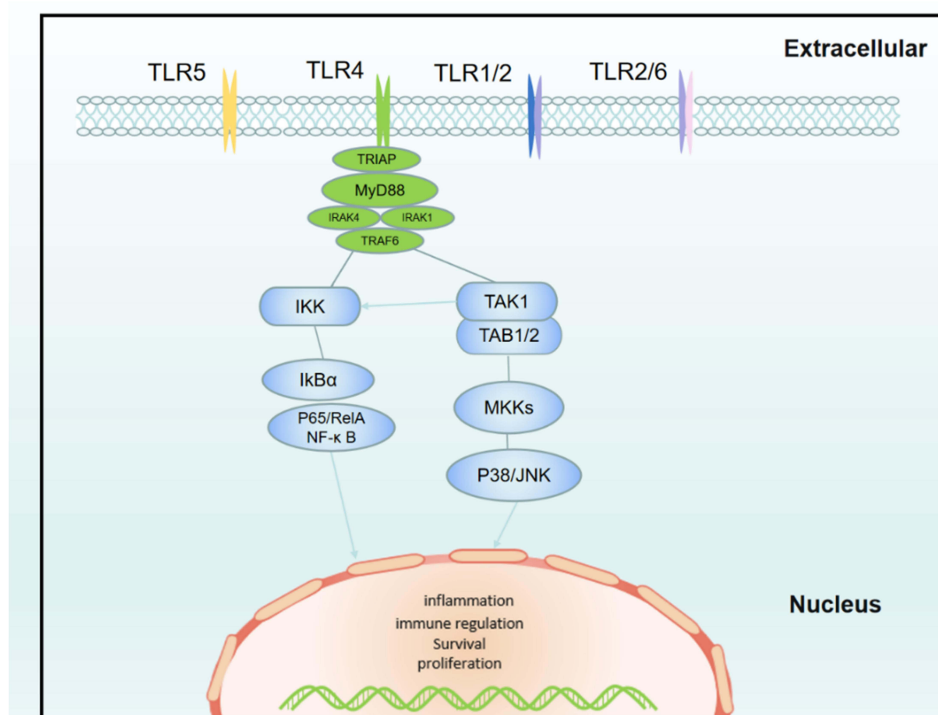 Extracellular
TLR5
TLR4
TLR1/2
TLR2/6
TRIAP
MyD88
IRAK4
IRAK1
TRAF6
IKK
TAK1
TAB1/2
IkBα
MKKs
P65/RelA
NF-κ B
P38/JNK
Nucleus
inflammation
immune regulation
Survival
proliferation